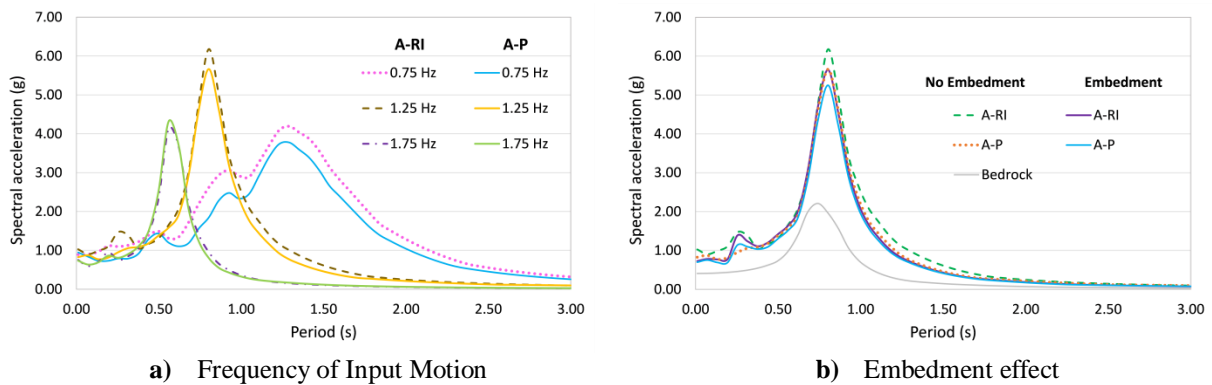 7.00
6.00
5.00
4.00
3.00
2.00
1.00
0.00
Spectral acceleration (g)
A-RI A-P
0.75 Hz 0.75 Hz
1.25 Hz 1.25 Hz
1.75 Hz 1.75 Hz
0.00 0.50 1.00 1.50 2.00 2.50 3.00
Period (s)
a) Frequency of Input Motion
7.00
6.00
5.00
4.00
3.00
2.00
1.00
0.00
Spectral acceleration (g)
No Embedment Embedment
A-RI A-RI
A-P A-P
Bedrock
0.00 0.50 1.00 1.50 2.00 2.50 3.00
Period (s)
b) Embedment effect